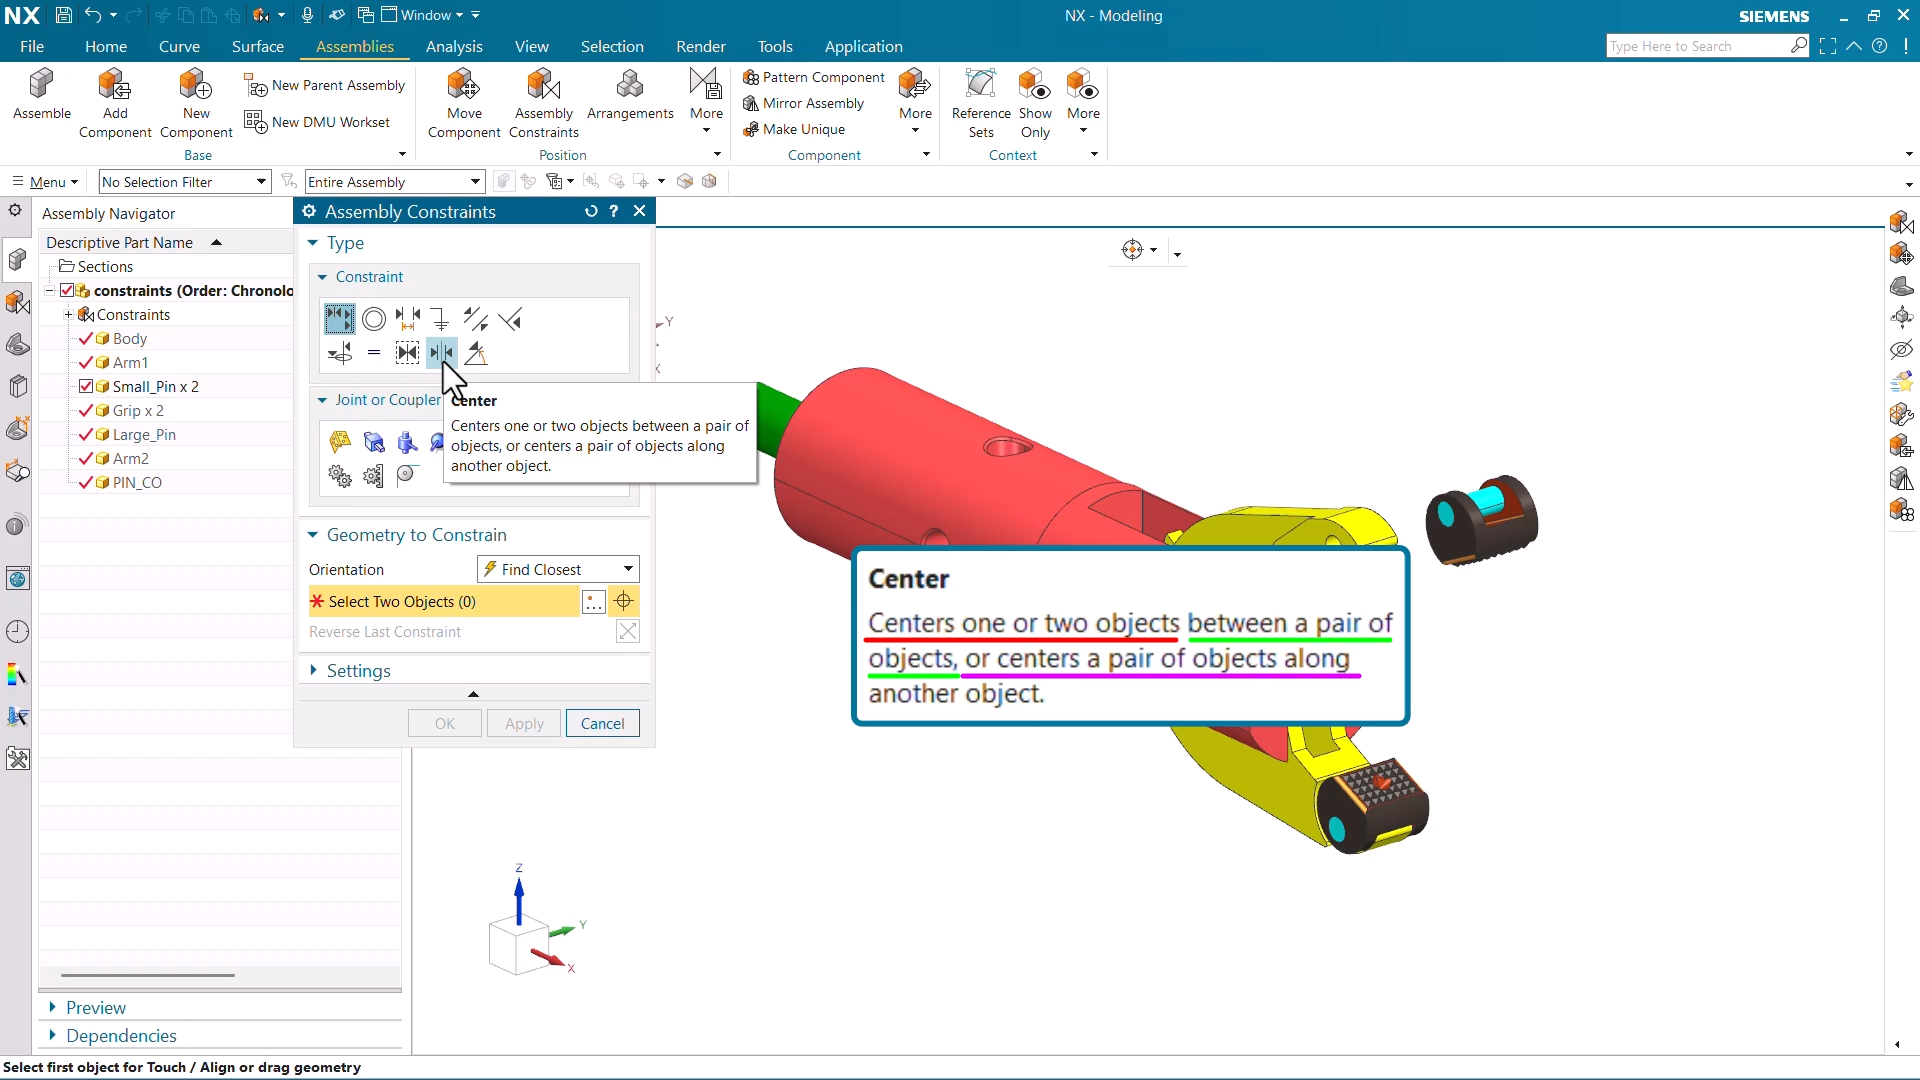 NX
Window
NX - Modeling
SIEMENS
File
Home
Curve
Surface
Assemblies
Analysis
View
Selection
Render
Tools
Application
Type Here to Search
Assemble
Add
Component
New
Component
New Parent Assembly
New DMU Workset
Base
Move
Component
Assembly
Constraints
Arrangements
More
Position
Pattern Component
Mirror Assembly
Make Unique
More
Component
Reference
Sets
Show
Only
More
Context
Menu
No Selection Filter
Entire Assembly
Assembly Navigator
Descriptive Part Name
Sections
constraints (Order: Chronolo
Constraints
Body
Arm1
Small_Pin x 2
Grip x 2
Large_Pin
Arm2
PIN_CO
Preview
Dependencies
Assembly Constraints
Type
Constraint
Joint or Coupler
Center
Centers one or two objects between a pair of
objects, or centers a pair of objects along
another object.
Geometry to Constrain
Orientation
Find Closest
Select Two Objects (0)
Reverse Last Constraint
Settings
OK
Apply
Cancel
Y
X
Center
Centers one or two objects between a pair of
objects, or centers a pair of objects along
another object.
Z
Y
X
Select first object for Touch / Align or drag geometry